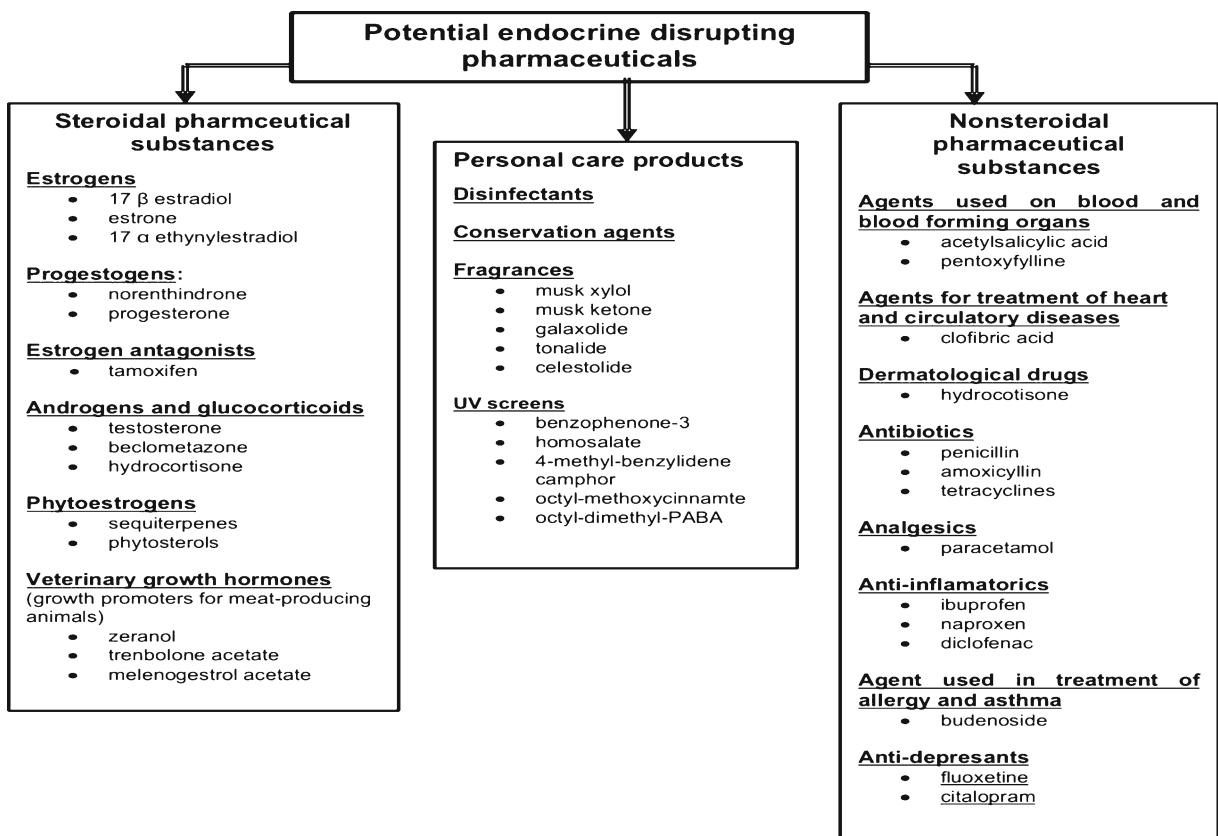 Potential endocrine disrupting
pharmaceuticals
Steroidal pharmceutical
substances
Estrogens
• 17 β estradiol
• estrone
• 17 α ethynylestradiol
Progestogens:
• norenthindrone
• progesterone
Estrogen antagonists
• tamoxifen
Androgens and glucocorticoids
• testosterone
• beclometazone
• hydrocortisone
Phytoestrogens
• sequiterpenes
• phytosterols
Veterinary growth hormones
(growth promoters for meat-producing
animals)
• zeranol
• trenbolone acetate
• melenogestrol acetate
Personal care products
Disinfectants
Conservation agents
Fragrances
• musk xylol
• musk ketone
• galaxolide
• tonalide
• celestolide
UV screens
• benzophenone-3
• homosalate
• 4-methyl-benzylidene
camphor
• octyl-methoxycinnamte
• octyl-dimethyl-PABA
Nonsteroidal
pharmaceutical
substances
Agents used on blood and
blood forming organs
• acetylsalicylic acid
• pentoxyfylline
Agents for treatment of heart
and circulatory diseases
• clofibric acid
Dermatological drugs
• hydrocotisone
Antibiotics
• penicillin
• amoxicyllin
• tetracyclines
Analgesics
• paracetamol
Anti-inflamatorics
• ibuprofen
• naproxen
• diclofenac
Agent used in treatment of
allergy and asthma
• budenoside
Anti-depresants
• fluoxetine
• citalopram